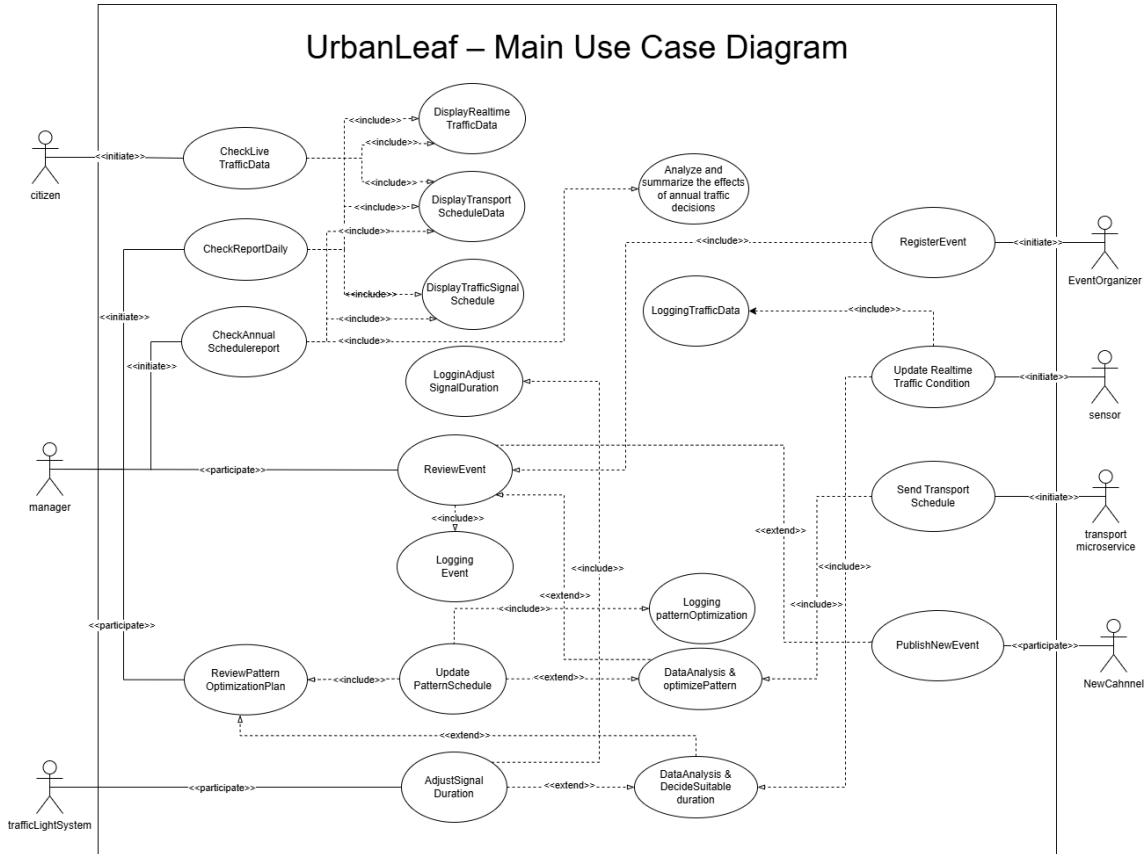 UrbanLeaf – Main Use Case Diagram
DisplayRealtime
TrafficData
<<include>>
citizen
<<initiate>>
CheckLive
TrafficData
<<include>>
<<include>>
DisplayTransport
ScheduleData
<<include>>
Analyze and
summarize the effects
of annual traffic
decisions
CheckReportDaily
<<include>>
<<include>>
RegisterEvent
<<initiate>>
EventOrganizer
DisplayTrafficSignal
Schedule
<<include>>
LoggingTrafficData
<<include>>
<<initiate>>
CheckAnnual
Schedulereport
<<include>>
<<include>>
<<initiate>>
LogginAdjust
SignalDuration
Update Realtime
Traffic Condition
<<initiate>>
sensor
manager
<<participate>>
ReviewEvent
<<include>>
Logging
Event
Send Transport
Schedule
<<initiate>>
transport
microservice
<<extend>>
<<include>>
<<include>>
<<extend>>
<<include>>
<<include>>
Logging
patternOptimization
<<participate>>
ReviewPattern
OptimizationPlan
<<include>>
Update
PatternSchedule
<<extend>>
DataAnalysis &
optimizePattern
PublishNewEvent
<<participate>>
NewCahnnel
<<extend>>
trafficLightSystem
<<participate>>
AdjustSignal
Duration
<<extend>>
DataAnalysis &
DecideSuitable
duration